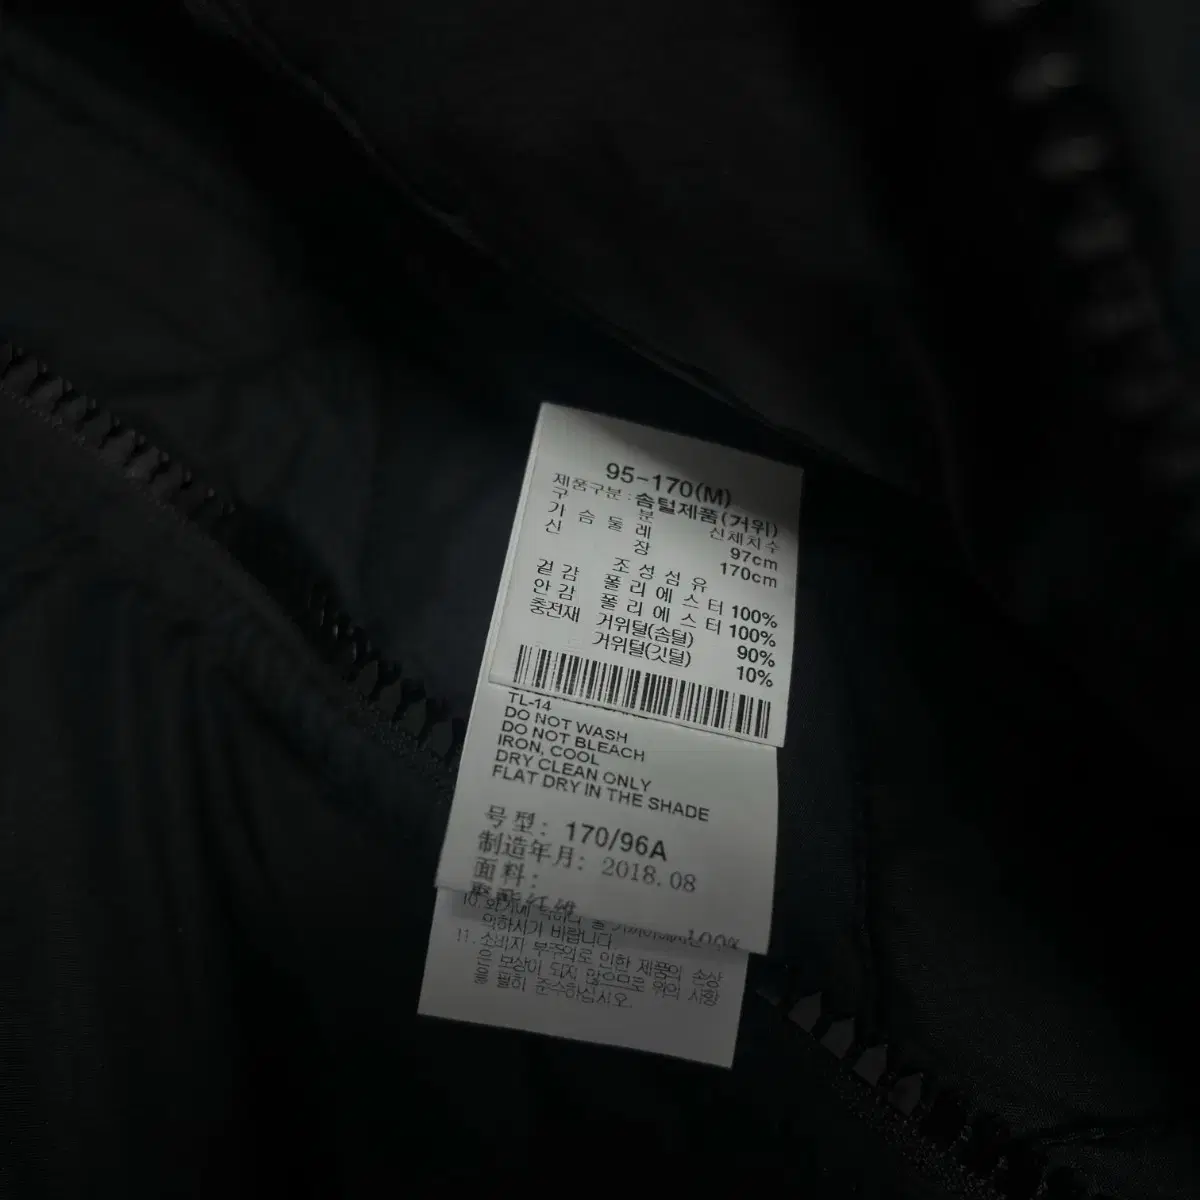 95-170(M)
제품구분 : 솜털제품(거위)
구 분 신체치수
가 슴 둘 레 97cm
신 장 170cm
조 성 섬 유
겉 감 폴 리 에 스 터 100%
안 감 폴 리 에 스 터 100%
충전재 거위털(솜털) 90%
거위털(깃털) 10%
TL-14
DO NOT WASH
DO NOT BLEACH
IRON, COOL
DRY CLEAN ONLY
FLAT DRY IN THE SHADE
号 型: 170/96A
制造年月: 2018.08
面 料:
聚酯纤维 100%
10.
의하시기 바랍니다
11. 소비자 부주의로 인한 제품의 손상
은 보상이 되지 않으므로 위의 사항
을 필히 준수하십시오.